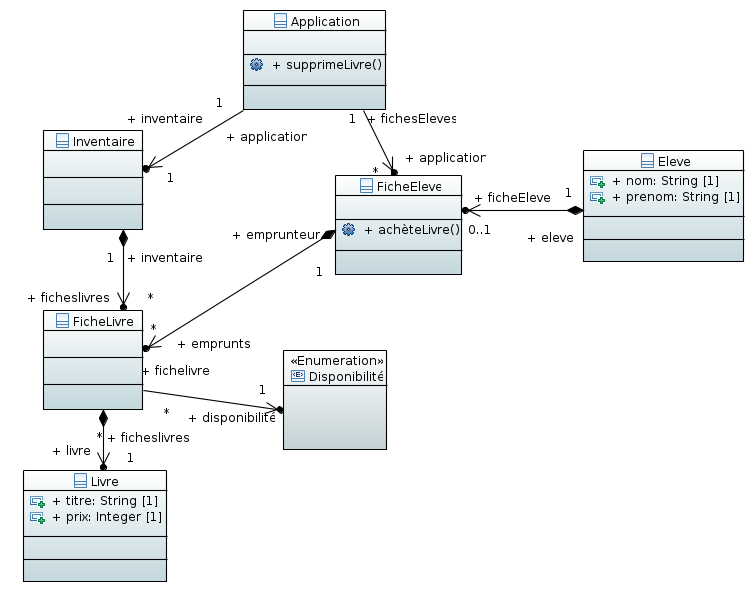 Application
+ supprimeLivre()
1
+ inventaire
1 + fichesEleves
+ application
Inventaire
1
+ application
*
FicheEleve
+ achèteLivre()
Eleve
+ nom: String [1]
+ prenom: String [1]
+ ficheEleve
1
0..1
+ eleve
+ emprunteur
1
1 + inventaire
+ ficheslivres
*
FicheLivre
*
+ emprunts
+ fichelivre
*
1
+ disponibilité
«Enumeration»
Disponibilité
* + ficheslivres
+ livre
1
Livre
+ titre: String [1]
+ prix: Integer [1]